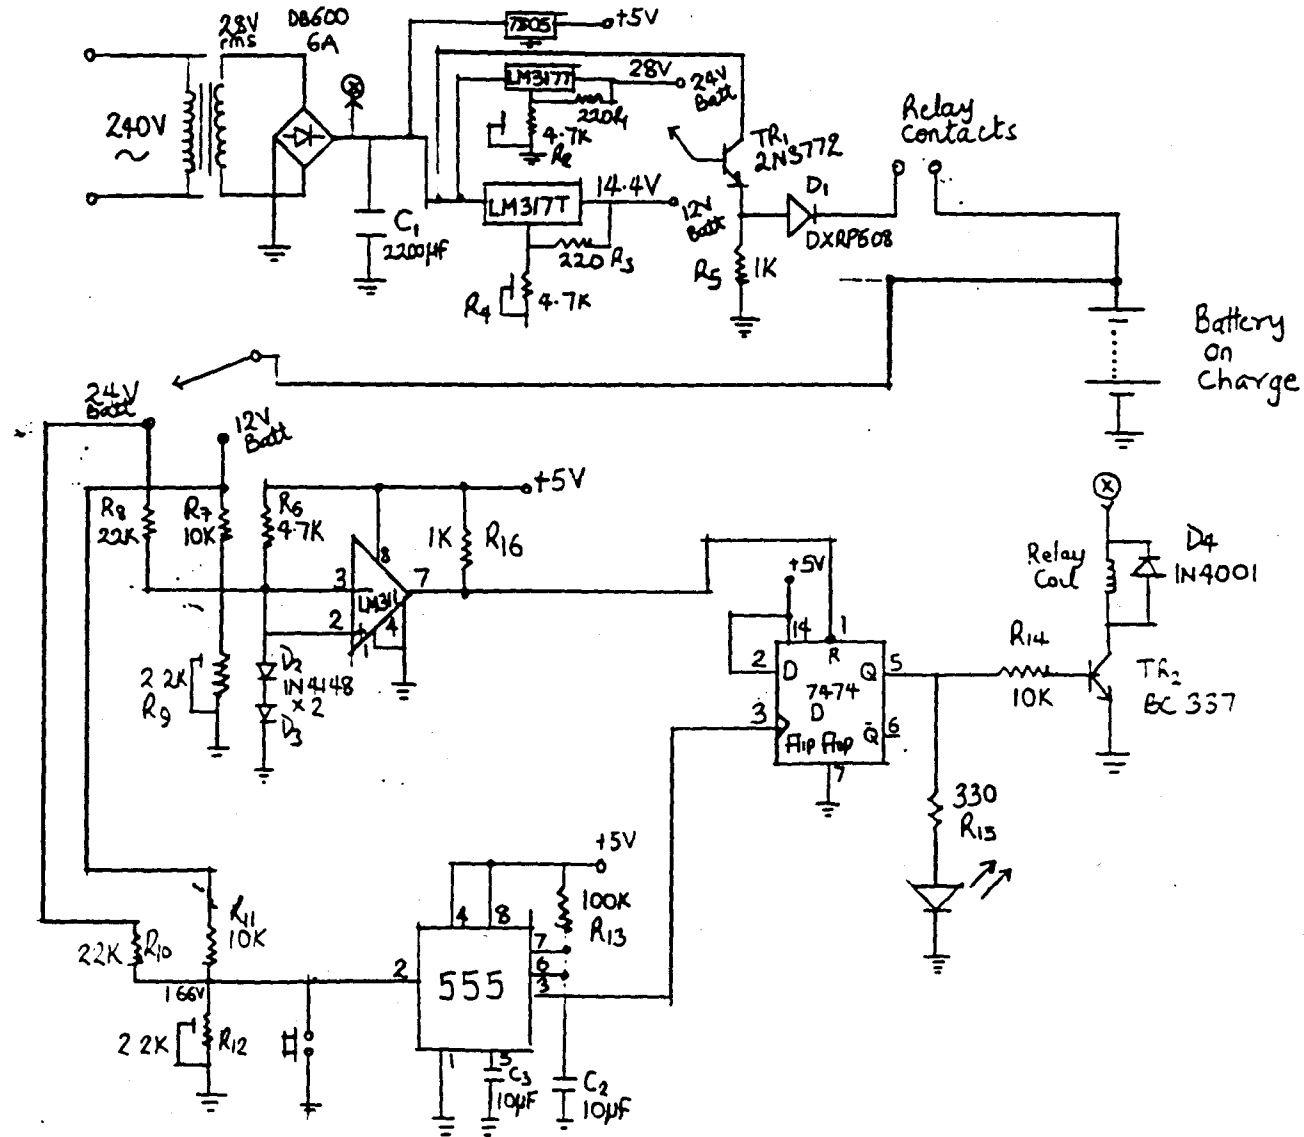 28V
rms
DB600
6A
7805
+5V
240V
~
X
LM317T
28V
24V
Batt
220R1
4.7K
R2
TR1
2N3772
Relay
contacts
LM317T
14.4V
12V
Batt
D1
DXRP608
C1
2200µF
220 R3
R4
4.7K
R5
1K
Battery
on
Charge
24V
Batt
12V
Batt
+5V
X
R8
22K
R7
10K
R6
4.7K
1K
R16
8
3
7
LM311
2
4
1
+5V
Relay
Coil
D4
1N4001
14
1
R
2
D
Q
5
7474
D
3
Flip Flop
Q̄
6
7
R14
10K
TR2
BC 337
2 2K
R9
D2
1N4148
x 2
D3
330
R15
+5V
R11
10K
22K
R10
4
8
100K
R13
7
6
3
2
555
1 66V
2 2K
R12
1
5
C3
10µF
C2
10µF